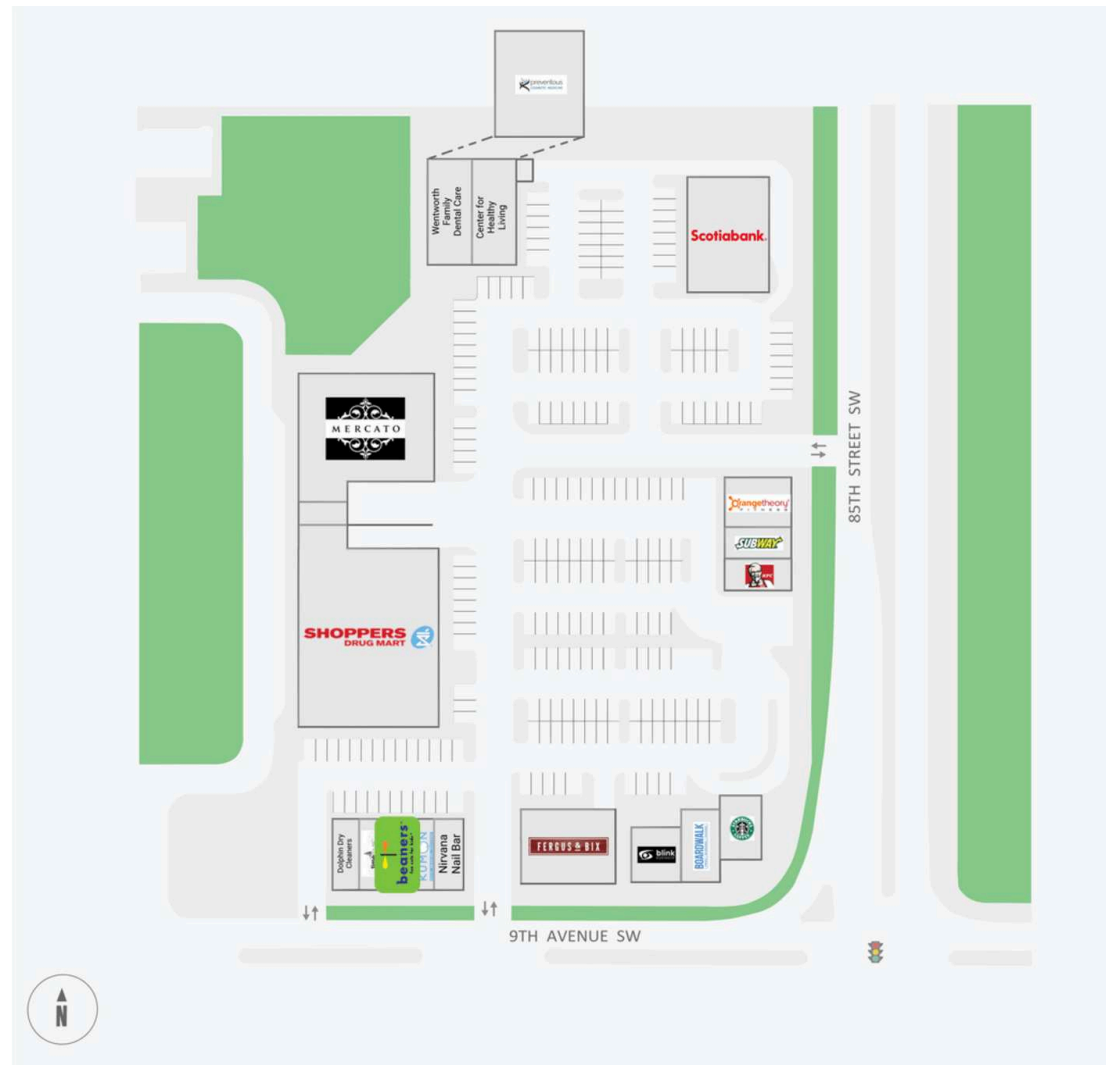 preventous
Wentworth
Family
Dental Care
Center for
Healthy
Living
Scotiabank
MERCATO
85TH STREET SW
orangetheory
FITNESS
SUBWAY
KFC
SHOPPERS
DRUG MART
Dolphin Dry
Cleaners
beaners
KUMON
Nirvana
Nail Bar
FERGUS & BIX
blink
BOARDWALK
9TH AVENUE SW
N